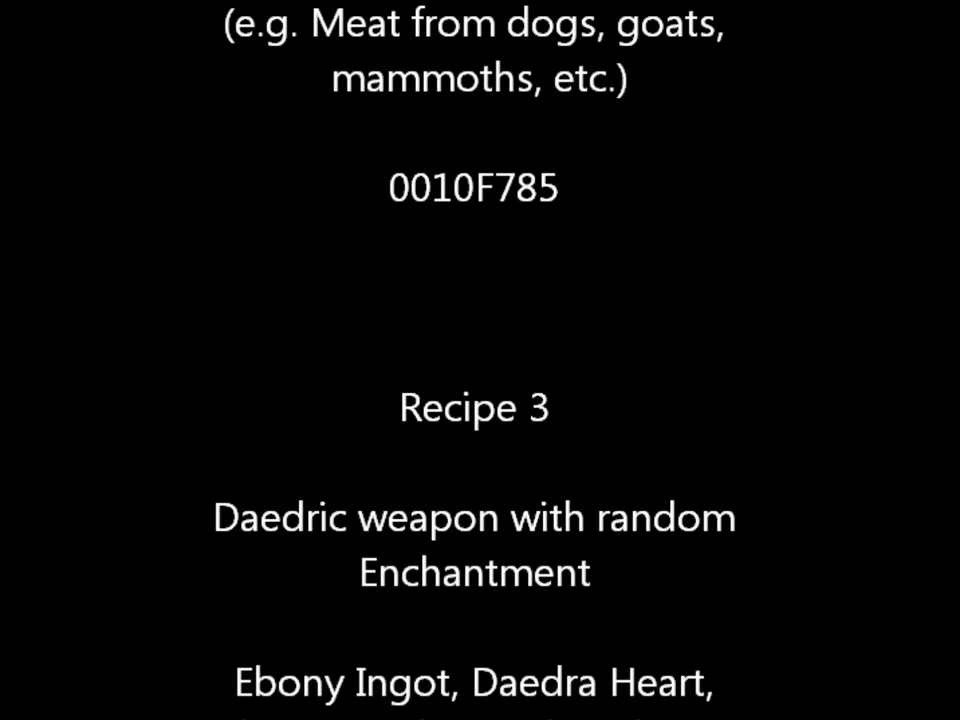 (e.g. Meat from dogs, goats,
mammoths, etc.)
0010F785
Recipe 3
Daedric weapon with random
Enchantment
Ebony Ingot, Daedra Heart,